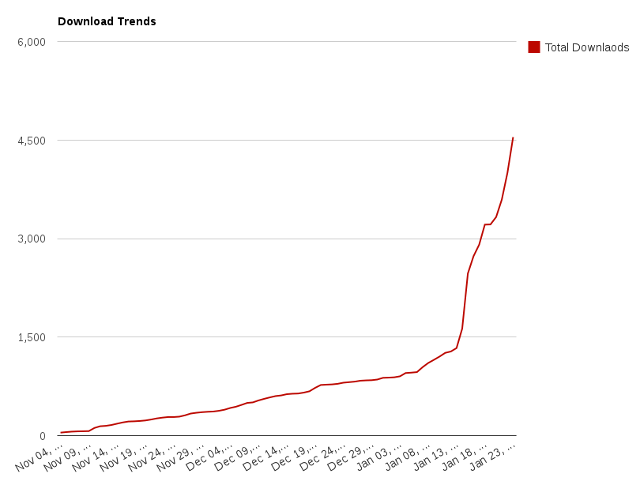 Download Trends
6,000
Total Downlaods
4,500
3,000
1,500
0
Nov 04, ...
Nov 09, ...
Nov 14, ...
Nov 19, ...
Nov 24, ...
Nov 29, ...
Dec 04,...
Dec 09,...
Dec 14,...
Dec 19,...
Dec 24,...
Dec 29,...
Jan 03, ...
Jan 08, ...
Jan 13, ...
Jan 18, ...
Jan 23, ...